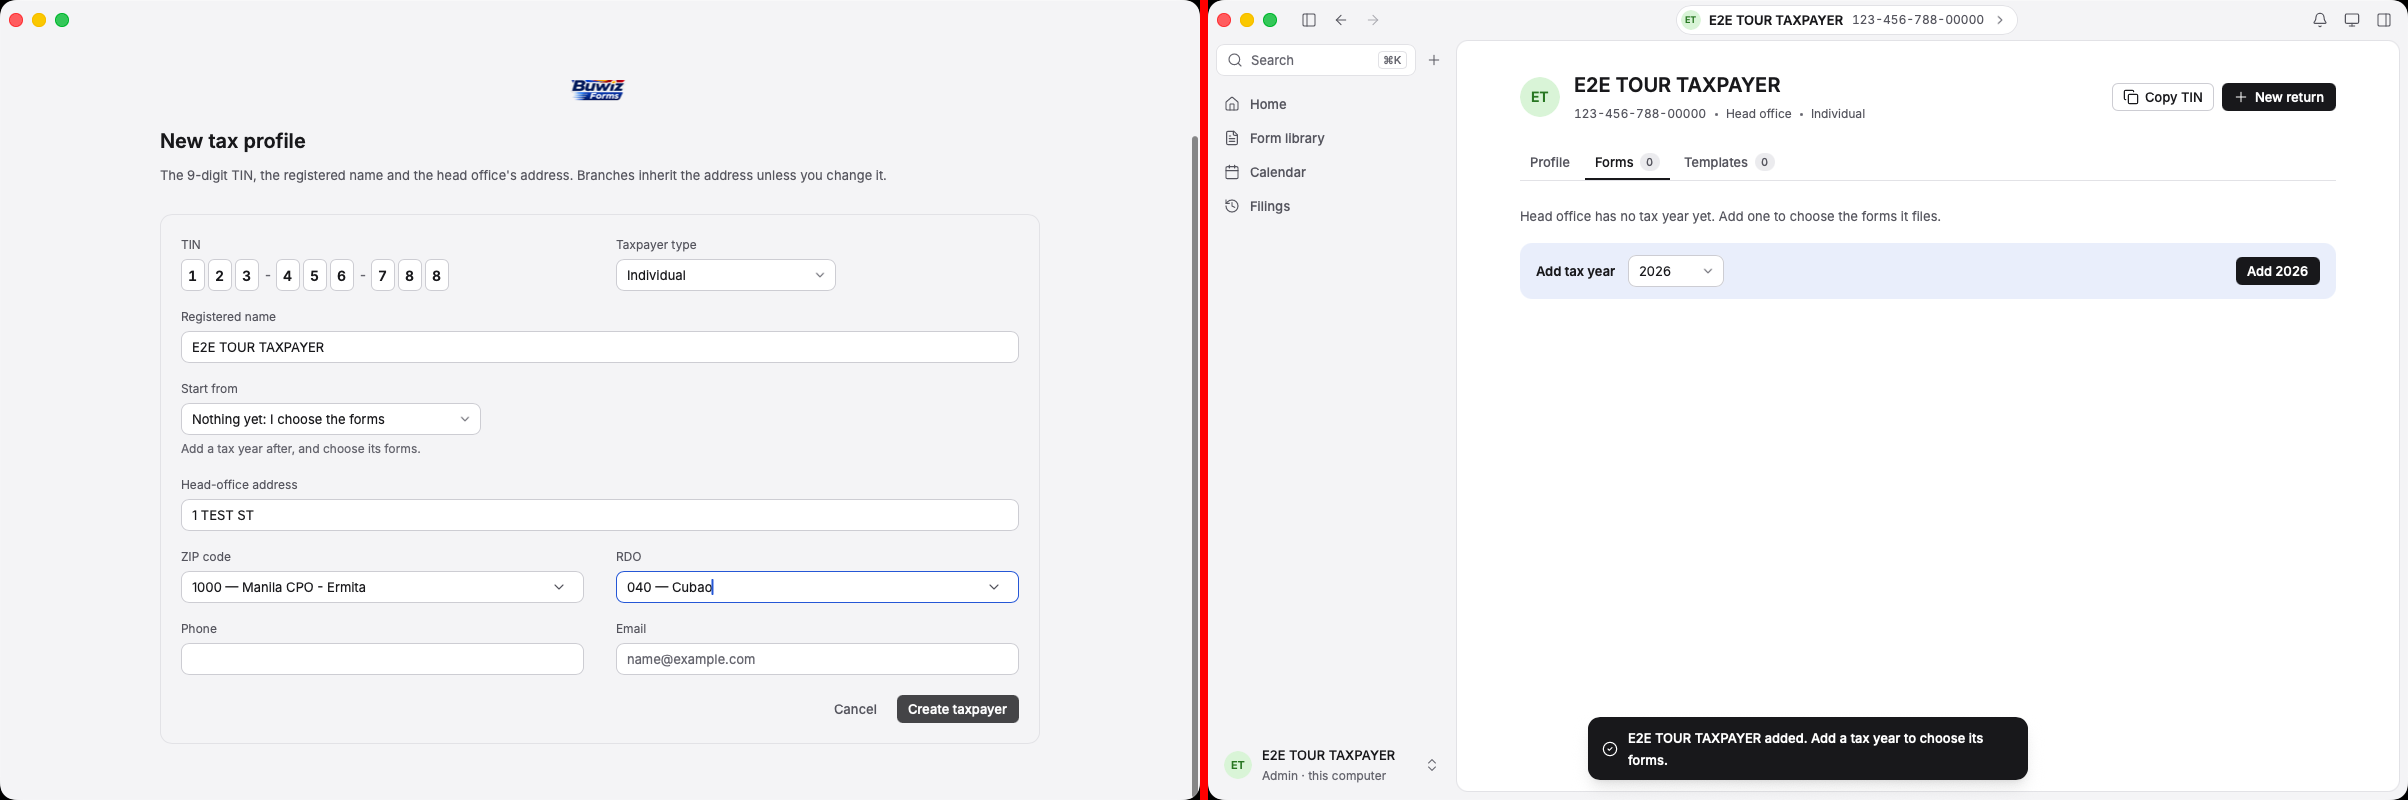 Buwiz
Forms
New tax profile
The 9-digit TIN, the registered name and the head office's address. Branches inherit the address unless you change it.
TIN
Taxpayer type
1 2 3 - 4 5 6 - 7 8 8
Individual
Registered name
E2E TOUR TAXPAYER
Start from
Nothing yet: I choose the forms
Add a tax year after, and choose its forms.
Head-office address
1 TEST ST
ZIP code
RDO
1000 — Manila CPO - Ermita
040 — Cubao
Phone
Email
name@example.com
Cancel
Create taxpayer
ET E2E TOUR TAXPAYER 123-456-788-00000
Search ⌘K
Home
Form library
Calendar
Filings
ET
E2E TOUR TAXPAYER
Admin · this computer
ET
E2E TOUR TAXPAYER
123-456-788-00000 • Head office • Individual
Copy TIN
New return
Profile
Forms 0
Templates 0
Head office has no tax year yet. Add one to choose the forms it files.
Add tax year
2026
Add 2026
E2E TOUR TAXPAYER added. Add a tax year to choose its
forms.